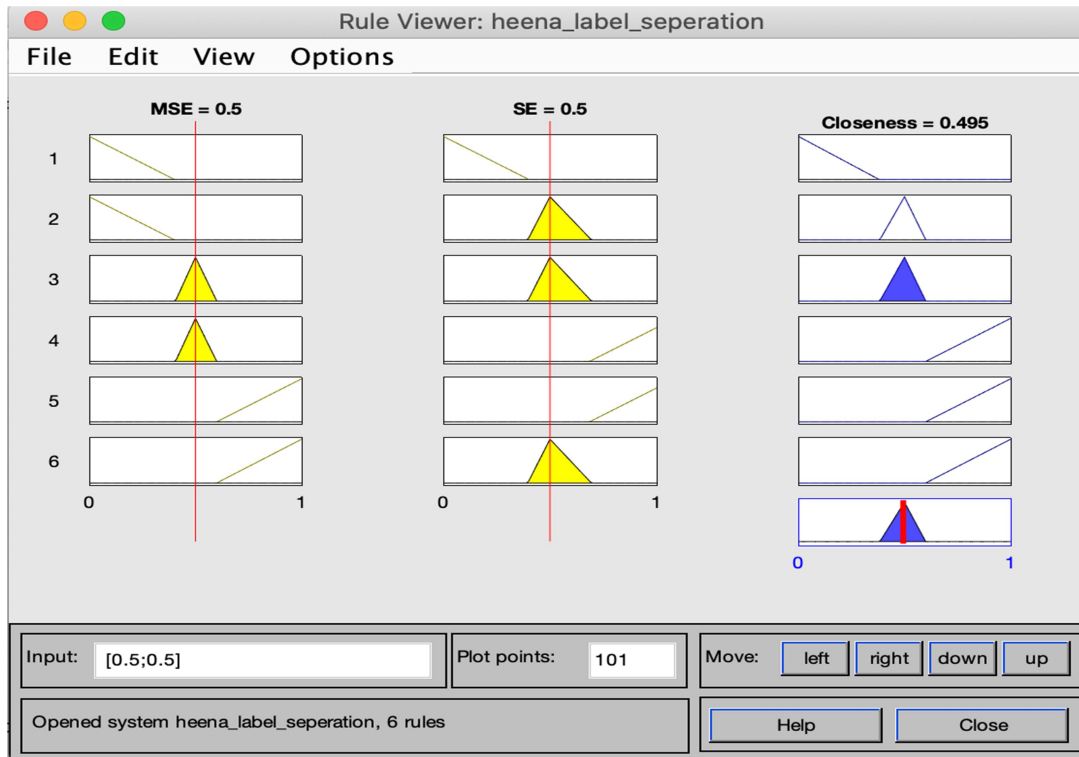 Rule Viewer: heena_label_seperation
File Edit View Options
MSE = 0.5 SE = 0.5 Closeness = 0.495
1
2
3
4
5
6
0 1 0 1
0 1
Input: [0.5;0.5] Plot points: 101 Move: left right down up
Opened system heena_label_seperation, 6 rules Help Close